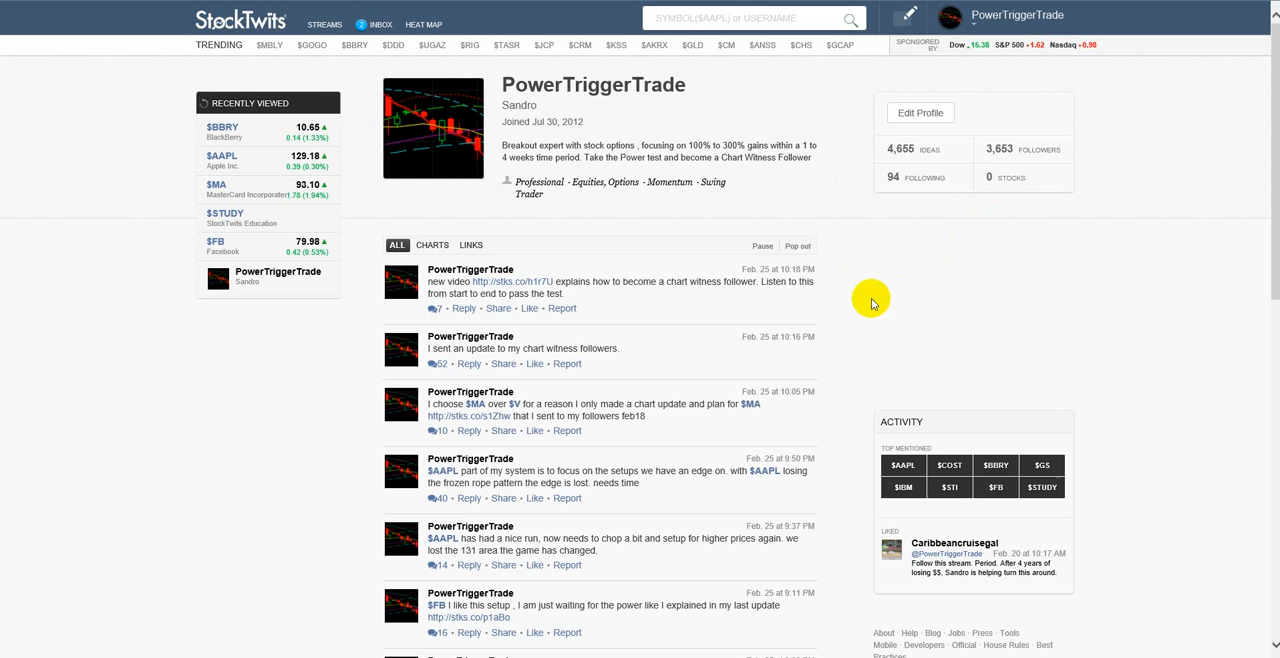 StockTwits STREAMS 2 INBOX HEAT MAP SYMBOL($AAPL) or USERNAME PowerTriggerTrade
TRENDING $MBLY $GOGO $BBRY $DDD $UGAZ $RIG $TASR $JCP $CRM $KSS $AKRX $GLD $CM $ANSS $CHS $GCAP SPONSORED BY: Dow 15.38 S&P 500 -1.62 Nasdaq -0.98
RECENTLY VIEWED
$BBRY 10.65
BlackBerry 0.14 (1.33%)
$AAPL 129.18
Apple Inc. 0.39 (0.30%)
$MA 93.10
MasterCard Incorporated 1.78 (1.94%)
$STUDY
StockTwits Education
$FB 79.98
Facebook 0.42 (0.53%)
PowerTriggerTrade
Sandro
PowerTriggerTrade
Sandro
Joined Jul 30, 2012
Breakout expert with stock options , focusing on 100% to 300% gains within a 1 to
4 weeks time period. Take the Power test and become a Chart Witness Follower
Professional · Equities, Options · Momentum · Swing
Trader
Edit Profile
4,655 IDEAS 3,653 FOLLOWERS
94 FOLLOWING 0 STOCKS
ALL CHARTS LINKS Pause Pop out
PowerTriggerTrade Feb. 25 at 10:18 PM
new video http://stks.co/h1r7U explains how to become a chart witness follower. Listen to this
from start to end to pass the test.
7 • Reply • Share • Like • Report
PowerTriggerTrade Feb. 25 at 10:16 PM
I sent an update to my chart witness followers.
52 • Reply • Share • Like • Report
PowerTriggerTrade Feb. 25 at 10:05 PM
I choose $MA over $V for a reason I only made a chart update and plan for $MA
http://stks.co/s1Zhw that I sent to my followers feb18
10 • Reply • Share • Like • Report
PowerTriggerTrade Feb. 25 at 9:50 PM
$AAPL part of my system is to focus on the setups we have an edge on. with $AAPL losing
the frozen rope pattern the edge is lost. needs time
40 • Reply • Share • Like • Report
PowerTriggerTrade Feb. 25 at 9:37 PM
$AAPL has had a nice run, now needs to chop a bit and setup for higher prices again. we
lost the 131 area the game has changed.
14 • Reply • Share • Like • Report
PowerTriggerTrade Feb. 25 at 9:11 PM
$FB I like this setup , I am just waiting for the power like I explained in my last update
http://stks.co/p1aBo
16 • Reply • Share • Like • Report
ACTIVITY
TOP MENTIONED
$AAPL $COST $BBRY $GS
$IBM $STI $FB $STUDY
LIKED
Caribbeancruisegal
@PowerTriggerTrade Feb. 20 at 10:17 AM
Follow this stream. Period. After 4 years of
losing $$, Sandro is helping turn this around.
About · Help · Blog · Jobs · Press · Tools
Mobile · Developers · Official · House Rules · Best
Practices